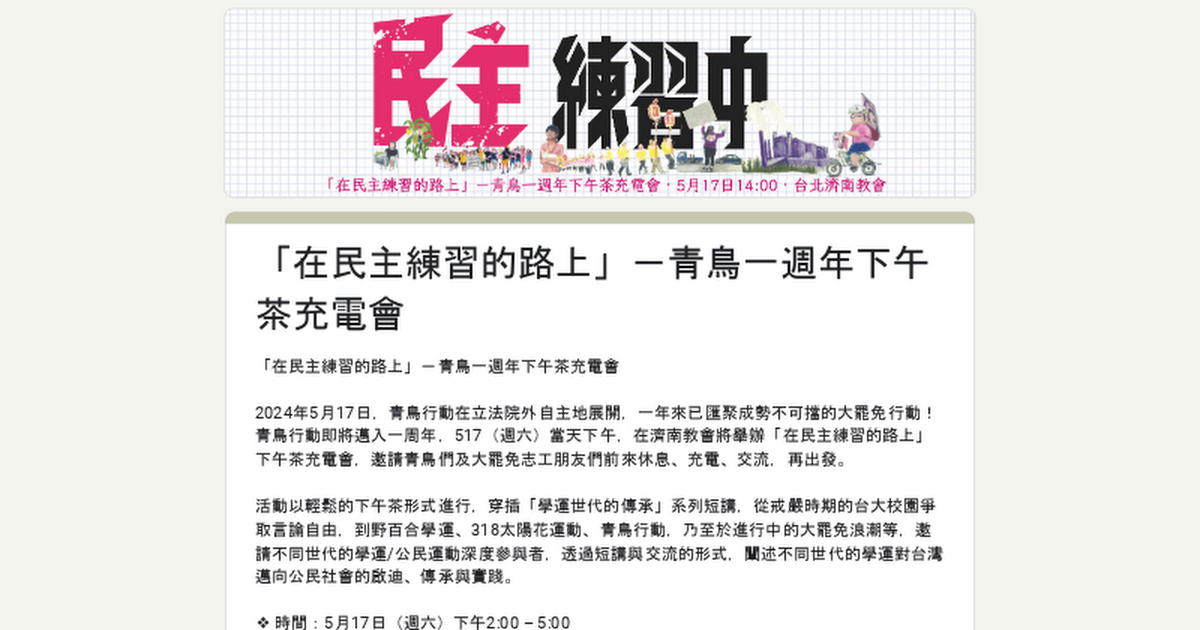 民主練習中
「在民主練習的路上」－青鳥一週年下午茶充電會・5月17日14:00・台北濟南教會
「在民主練習的路上」－青鳥一週年下午
茶充電會
「在民主練習的路上」－青鳥一週年下午茶充電會
2024年5月17日，青鳥行動在立法院外自主地展開，一年來已匯聚成勢不可擋的大罷免行動！
青鳥行動即將邁入一周年，517（週六）當天下午，在濟南教會將舉辦「在民主練習的路上」
下午茶充電會，邀請青鳥們及大罷免志工朋友們前來休息、充電、交流，再出發。
活動以輕鬆的下午茶形式進行，穿插「學運世代的傳承」系列短講，從戒嚴時期的台大校園爭
取言論自由，到野百合學運、318太陽花運動、青鳥行動，乃至於進行中的大罷免浪潮等，邀
請不同世代的學運/公民運動深度參與者，透過短講與交流的形式，闡述不同世代的學運對台灣
邁向公民社會的啟迪、傳承與實踐。
❖ 時間：5月17日（週六）下午2:00 – 5:00